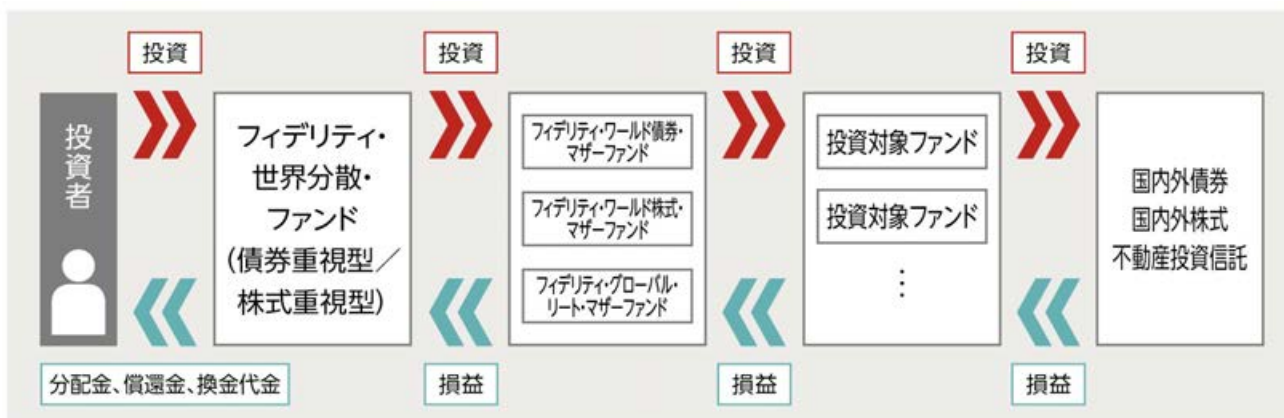 投資
投資
投資
投資
投資者
フィデリティ・
世界分散・
ファンド
(債券重視型/
株式重視型)
フィデリティ・ワールド債券・
マザーファンド
フィデリティ・ワールド株式・
マザーファンド
フィデリティ・グローバル・
リート・マザーファンド
投資対象ファンド
投資対象ファンド
⋮
国内外債券
国内外株式
不動産投資信託
分配金、償還金、換金代金
損益
損益
損益